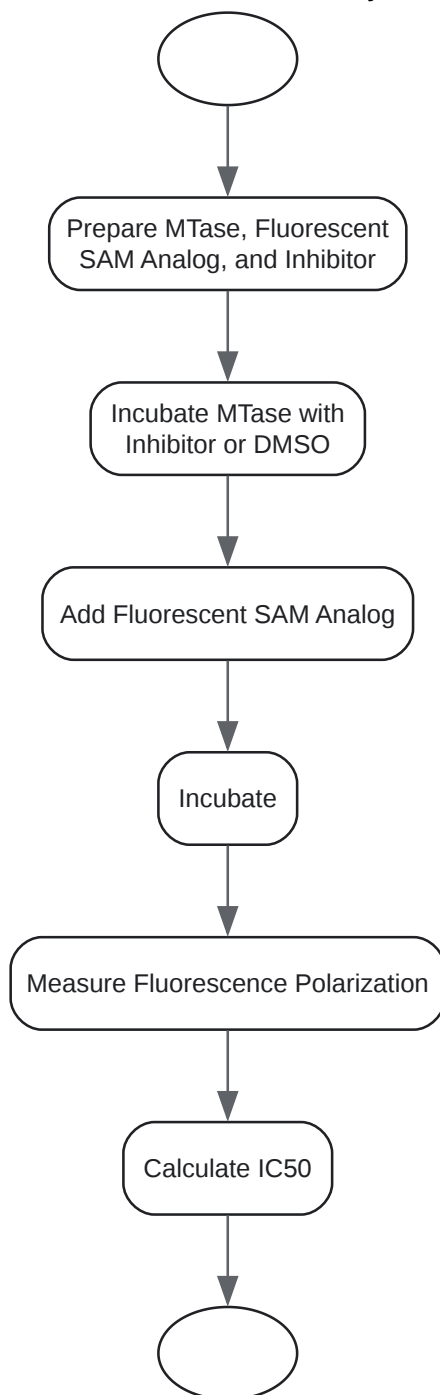 Prepare MTase, Fluorescent
SAM Analog, and Inhibitor
Incubate MTase with
Inhibitor or DMSO
Add Fluorescent SAM Analog
Incubate
Measure Fluorescence Polarization
Calculate IC50